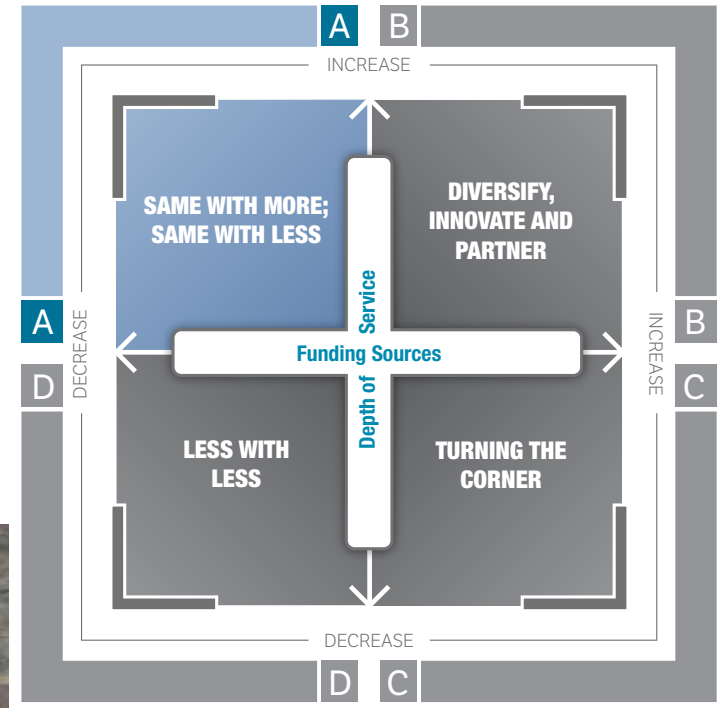 A B
INCREASE
SAME WITH MORE;
SAME WITH LESS
DIVERSIFY,
INNOVATE AND
PARTNER
A
B
DECREASE
INCREASE
Depth of Service
Funding Sources
D
C
LESS WITH
LESS
TURNING THE
CORNER
DECREASE
D C